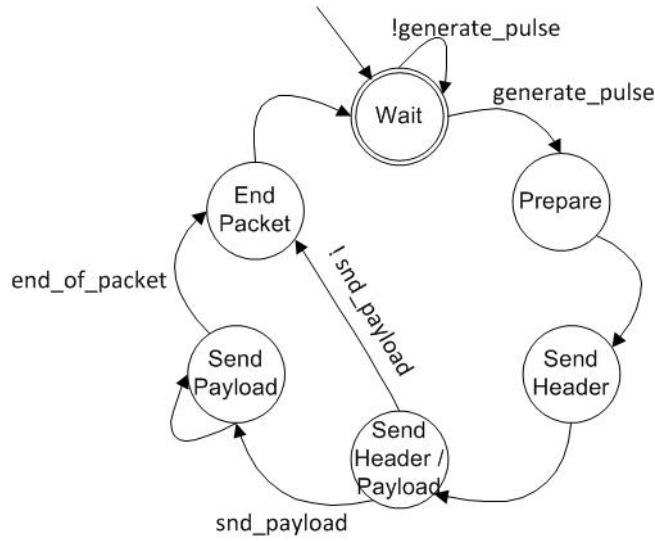 !generate_pulse
generate_pulse
Wait
Prepare
End
Packet
! snd_payload
end_of_packet
Send
Payload
Send
Header
Send
Header /
Payload
snd_payload